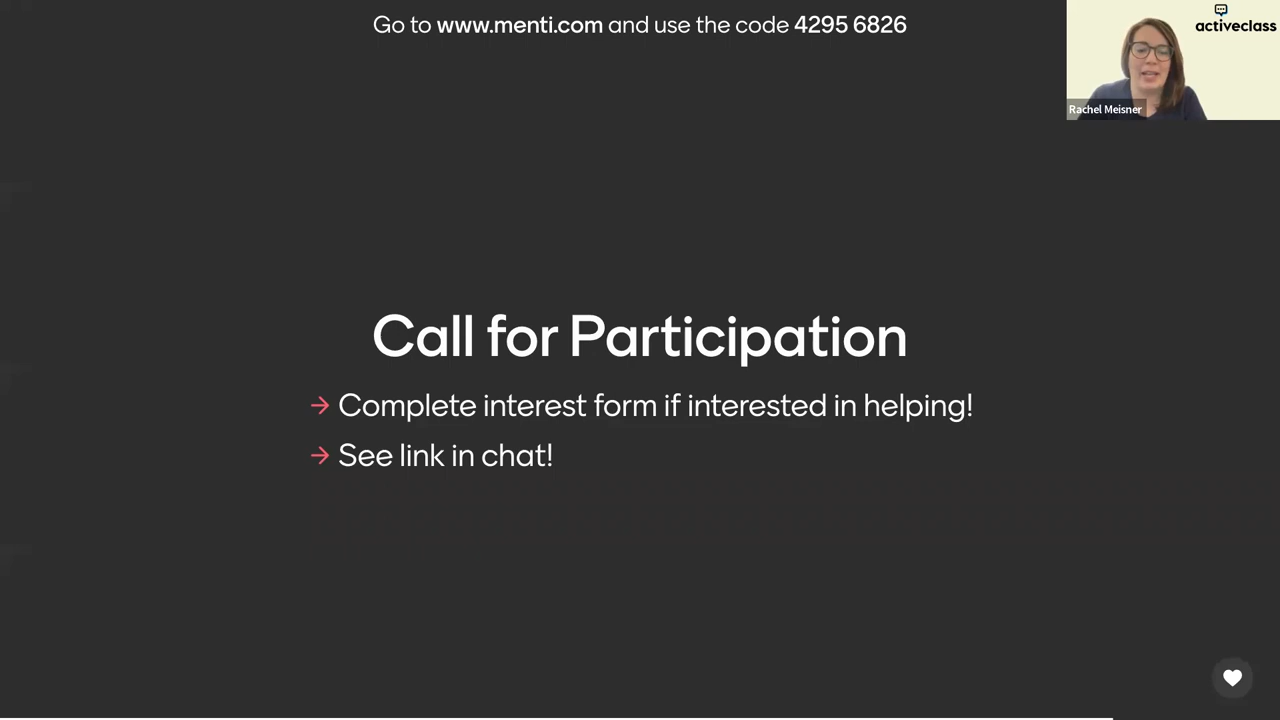 Go to www.menti.com and use the code 4295 6826
activeclass
Rachel Meisner
Call for Participation
→ Complete interest form if interested in helping!
→ See link in chat!